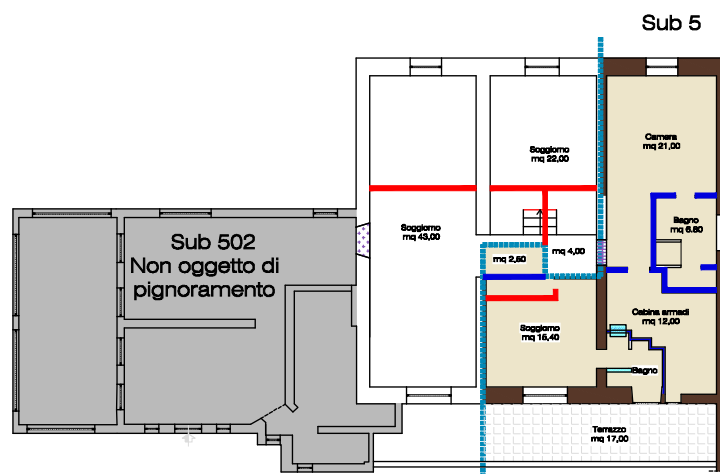 Sub 5
Camera
mq 21,00
Soggiorno
mq 22,00
Bagno
mq 6.80
Soggiorno
mq 43,00
Sub 502
Non oggetto di
pignoramento
mq 4,00
mq 2,60
Cabina armadi
mq 12,00
Soggiorno
mq 15,40
Bagno
Terrazzo
mq 17,00